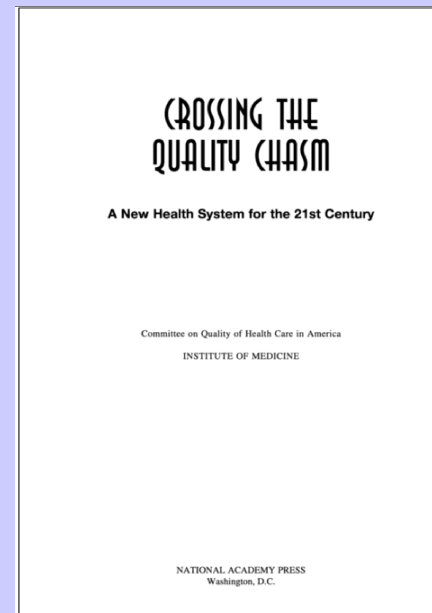 CROSSING THE
QUALITY CHASM
A New Health System for the 21st Century
Committee on Quality of Health Care in America
INSTITUTE OF MEDICINE
NATIONAL ACADEMY PRESS
Washington, D.C.